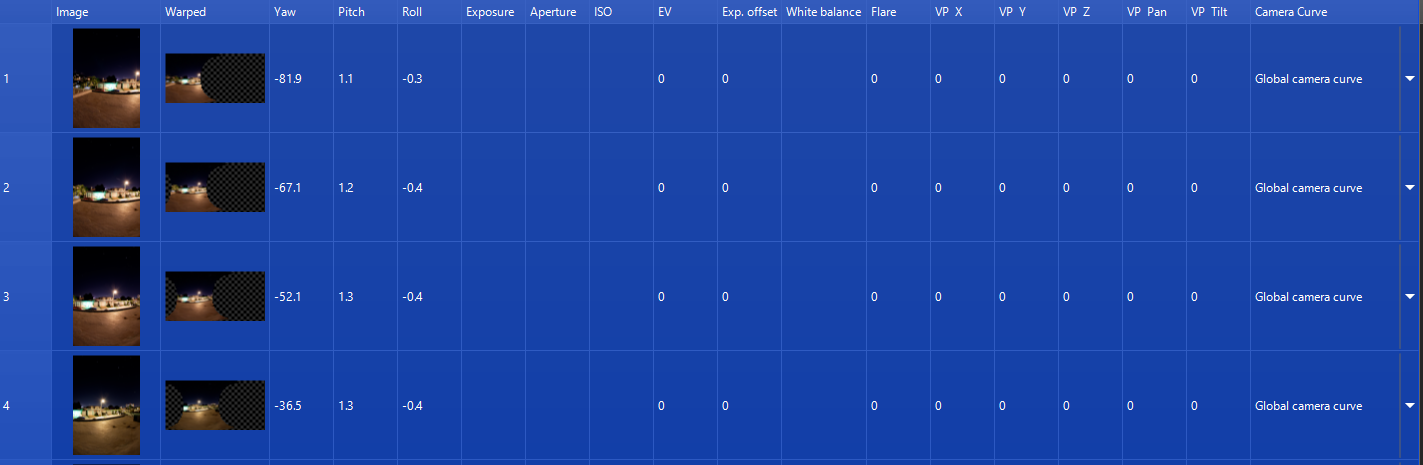 Image Warped Yaw Pitch Roll Exposure Aperture ISO EV Exp. offset White balance Flare VP X VP Y VP Z VP Pan VP Tilt Camera Curve
1 -81.9 1.1 -0.3 0 0 0 0 0 0 0 0 Global camera curve
2 -67.1 1.2 -0.4 0 0 0 0 0 0 0 0 Global camera curve
3 -52.1 1.3 -0.4 0 0 0 0 0 0 0 0 Global camera curve
4 -36.5 1.3 -0.4 0 0 0 0 0 0 0 0 Global camera curve